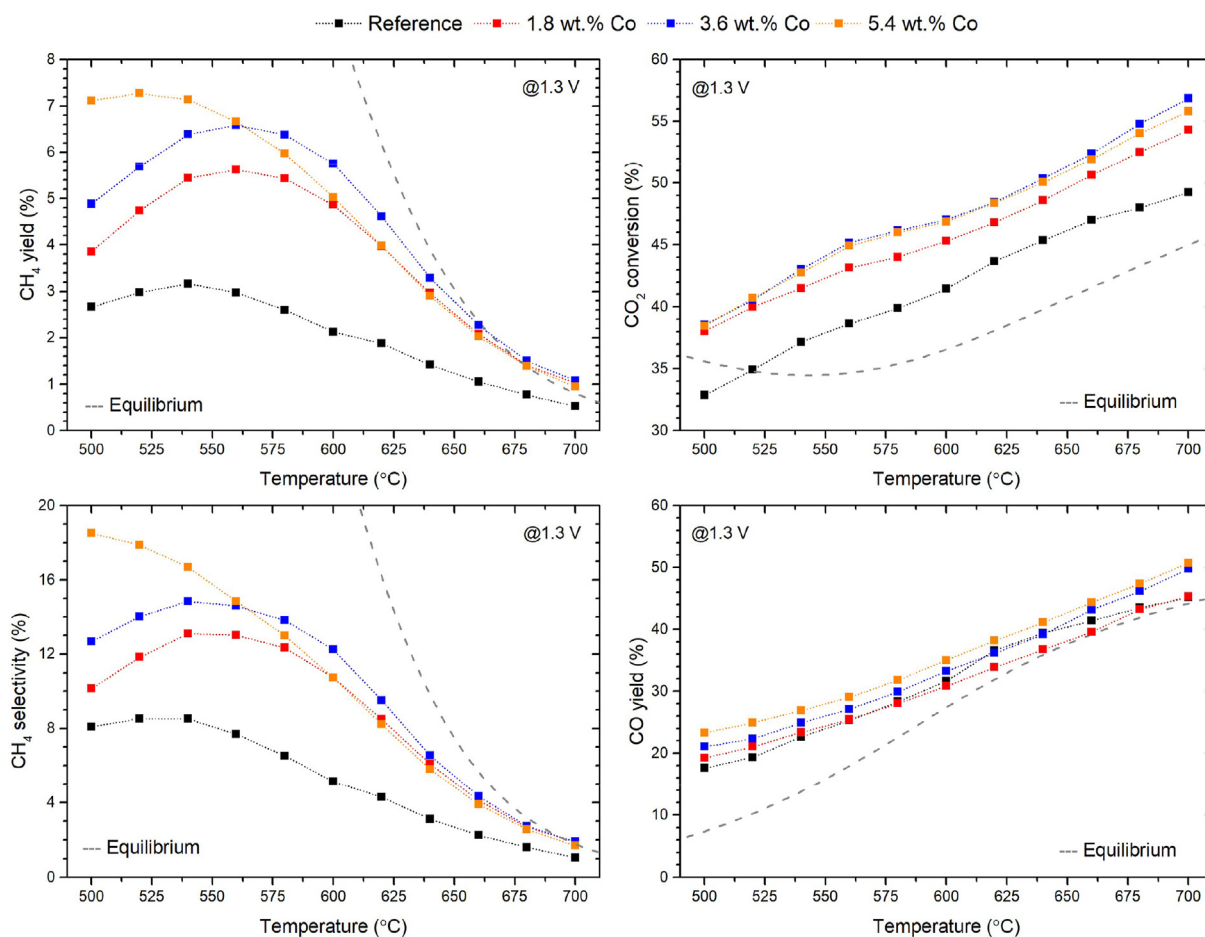 Reference 1.8 wt.% Co 3.6 wt.% Co 5.4 wt.% Co
@1.3 V
CH4 yield (%)
8
7
6
5
4
3
2
1
0
Equilibrium
500 525 550 575 600 625 650 675 700
Temperature (°C)
@1.3 V
CO2 conversion (%)
60
55
50
45
40
35
30
Equilibrium
500 525 550 575 600 625 650 675 700
Temperature (°C)
@1.3 V
CH4 selectivity (%)
20
16
12
8
4
0
Equilibrium
500 525 550 575 600 625 650 675 700
Temperature (°C)
@1.3 V
CO yield (%)
60
50
40
30
20
10
0
Equilibrium
500 525 550 575 600 625 650 675 700
Temperature (°C)